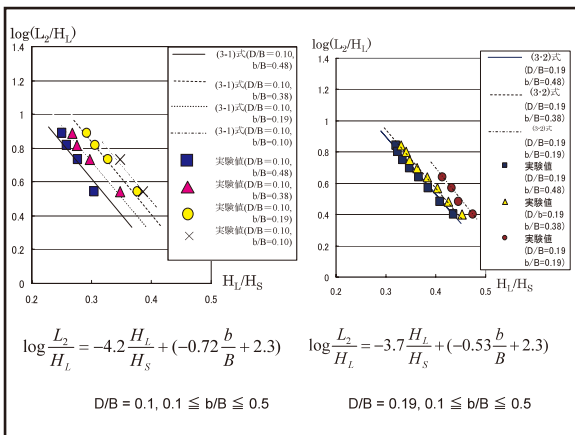 log(L₂/H_L)
1.4
1.2
1
0.8
0.6
0.4
0.2
0
0.2
0.3
0.4
0.5
H_L/H_S
(3-1)式(D/B=0.10,
b/B=0.48)
(3-1)式(D/B=0.10,
b/B=0.38)
(3-1)式(D/B=0.10,
b/B=0.19)
(3-1)式(D/B=0.10,
b/B=0.10)
実験値(D/B=0.10,
b/B=0.48)
実験値(D/B=0.10,
b/B=0.38)
実験値(D/B=0.10,
b/B=0.19)
実験値(D/B=0.10,
b/B=0.10)
log(L₂/H_L)
1.4
1.2
1
0.8
0.6
0.4
0.2
0
0.2
0.3
0.4
0.5
H_L/H_S
(3-2)式
(D/B=0.19
b/B=0.48)
(3-2)式
(D/B=0.19
b/B=0.38)
(3-2)式
(D/B=0.19
b/B=0.19)
実験値
(D/B=0.19
b/B=0.48)
実験値
(D/b=0.19
b/B=0.38)
実験値
(D/B=0.19
b/B=0.19)
log L₂/H_L = −4.2 H_L/H_S + (−0.72 b/B + 2.3)
D/B = 0.1, 0.1 ≦ b/B ≦ 0.5
log L₂/H_L = −3.7 H_L/H_S + (−0.53 b/B + 2.3)
D/B = 0.19, 0.1 ≦ b/B ≦ 0.5